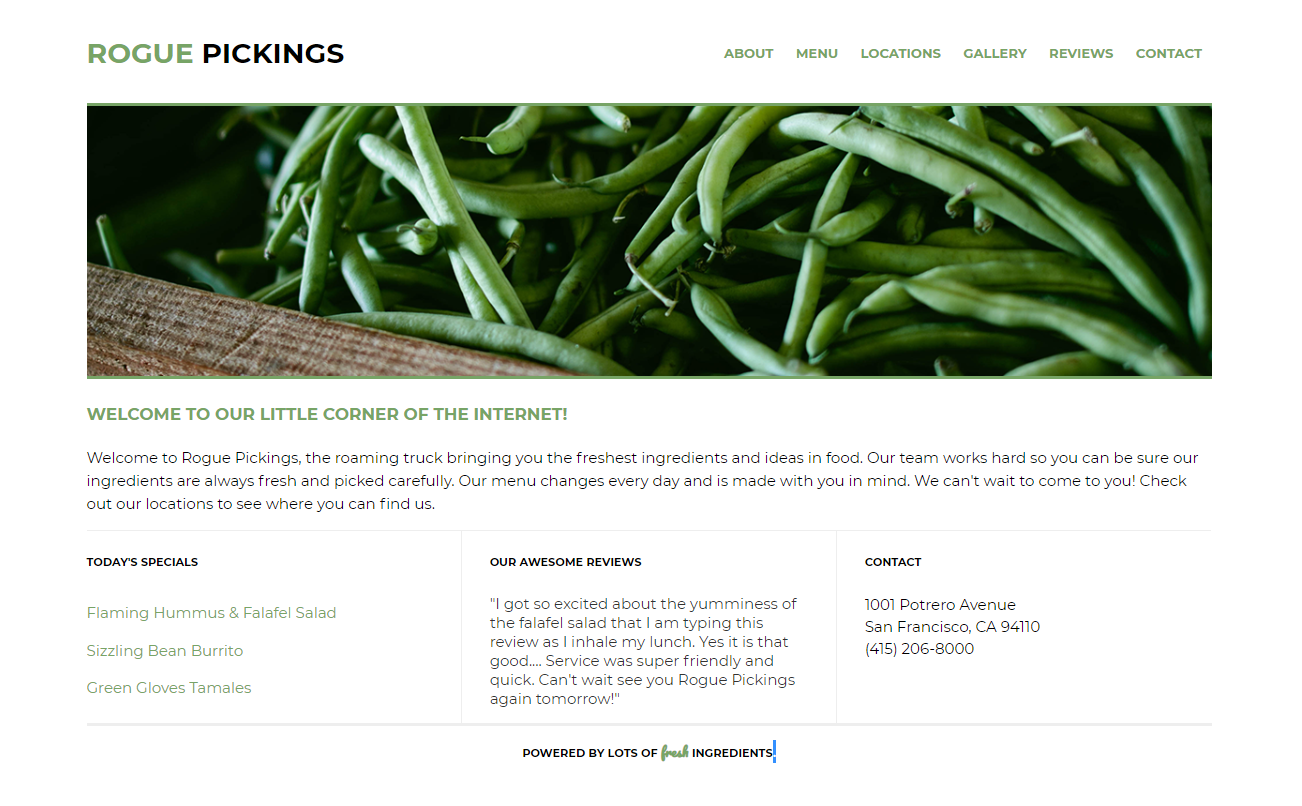 ROGUE PICKINGS
ABOUT MENU LOCATIONS GALLERY REVIEWS CONTACT
WELCOME TO OUR LITTLE CORNER OF THE INTERNET!
Welcome to Rogue Pickings, the roaming truck bringing you the freshest ingredients and ideas in food. Our team works hard so you can be sure our
ingredients are always fresh and picked carefully. Our menu changes every day and is made with you in mind. We can't wait to come to you! Check
out our locations to see where you can find us.
TODAY'S SPECIALS
Flaming Hummus & Falafel Salad
Sizzling Bean Burrito
Green Gloves Tamales
OUR AWESOME REVIEWS
"I got so excited about the yumminess of
the falafel salad that I am typing this
review as I inhale my lunch. Yes it is that
good.... Service was super friendly and
quick. Can't wait see you Rogue Pickings
again tomorrow!"
CONTACT
1001 Potrero Avenue
San Francisco, CA 94110
(415) 206-8000
POWERED BY LOTS OF fresh INGREDIENTS!